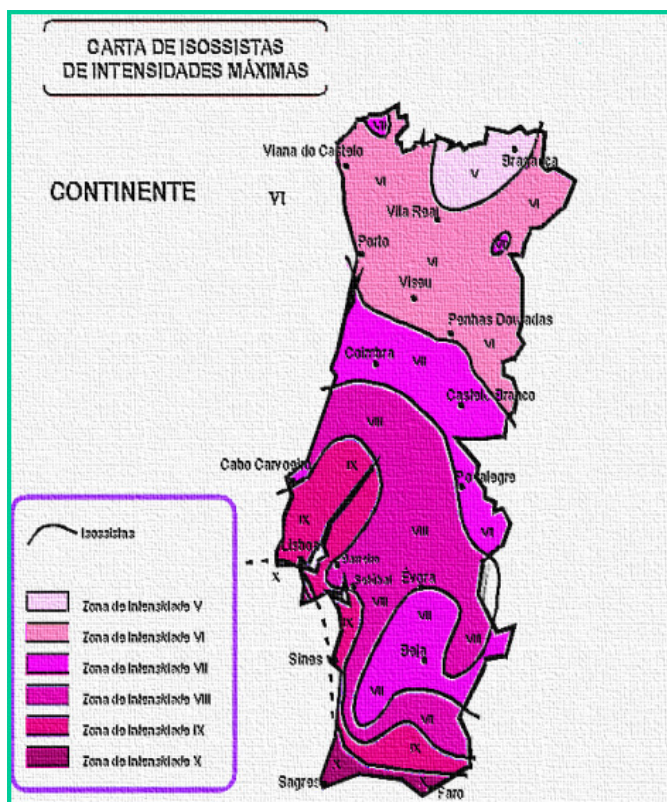 CARTA DE ISOSSISTAS
DE INTENSIDADES MÁXIMAS
CONTINENTE
VI
VII
Viana do Castelo
Bragança
V
VI
VI
Vila Real
Porto
VI
Viseu
Penhas Douradas
VI
Coimbra
VII
Castelo Branco
VIII
Cabo Carvoeiro
IX
Portalegre
VIII
IX
Lisboa
X
Setúbal
Évora
VIII
VII
IX
VIII
Sines
Beja
VII
IX
X
X
Sagres
Faro
Isossistas
Zona de Intensidade V
Zona de Intensidade VI
Zona de Intensidade VII
Zona de Intensidade VIII
Zona de Intensidade IX
Zona de Intensidade X